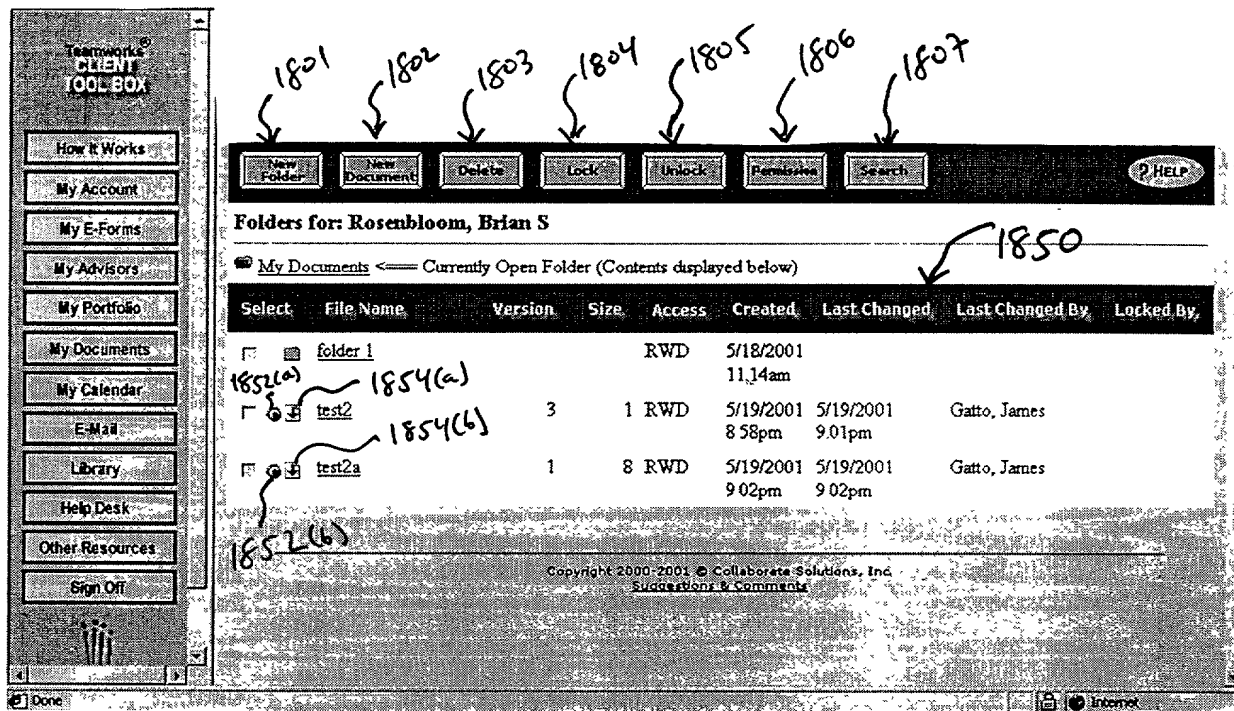 Teamworks®
CLIENT
TOOL BOX
How It Works
My Account
My E-Forms
My Advisors
My Portfolio
My Documents
My Calendar
E-Mail
Library
Help Desk
Other Resources
Sign Off
1801 1802 1803 1804 1805 1806 1807
New Folder New Document Delete Lock Unlock Permission Search ? HELP
Folders for: Rosenbloom, Brian S
1850
My Documents <== Currently Open Folder (Contents displayed below)
Select File Name Version Size Access Created Last Changed Last Changed By Locked By
folder 1 RWD 5/18/2001
11.14am
1852(a) 1854(a)
test2 3 1 RWD 5/19/2001 5/19/2001 Gatto, James
8 58pm 9.01pm
1854(b)
test2a 1 8 RWD 5/19/2001 5/19/2001 Gatto, James
9 02pm 9 02pm
1852(b)
Copyright 2000-2001 © Collaborate Solutions, Inc
Suggestions & Comments
Done Internet